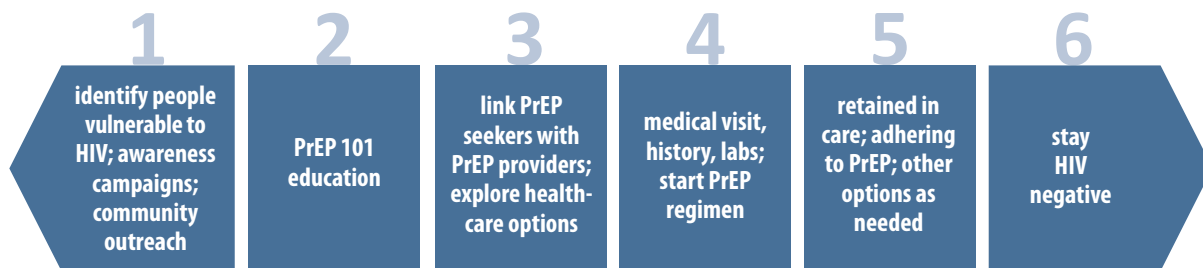 1
identify people
vulnerable to
HIV; awareness
campaigns;
community
outreach
2
PrEP 101
education
3
link PrEP
seekers with
PrEP providers;
explore health-
care options
4
medical visit,
history, labs;
start PrEP
regimen
5
retained in
care; adhering
to PrEP; other
options as
needed
6
stay
HIV
negative